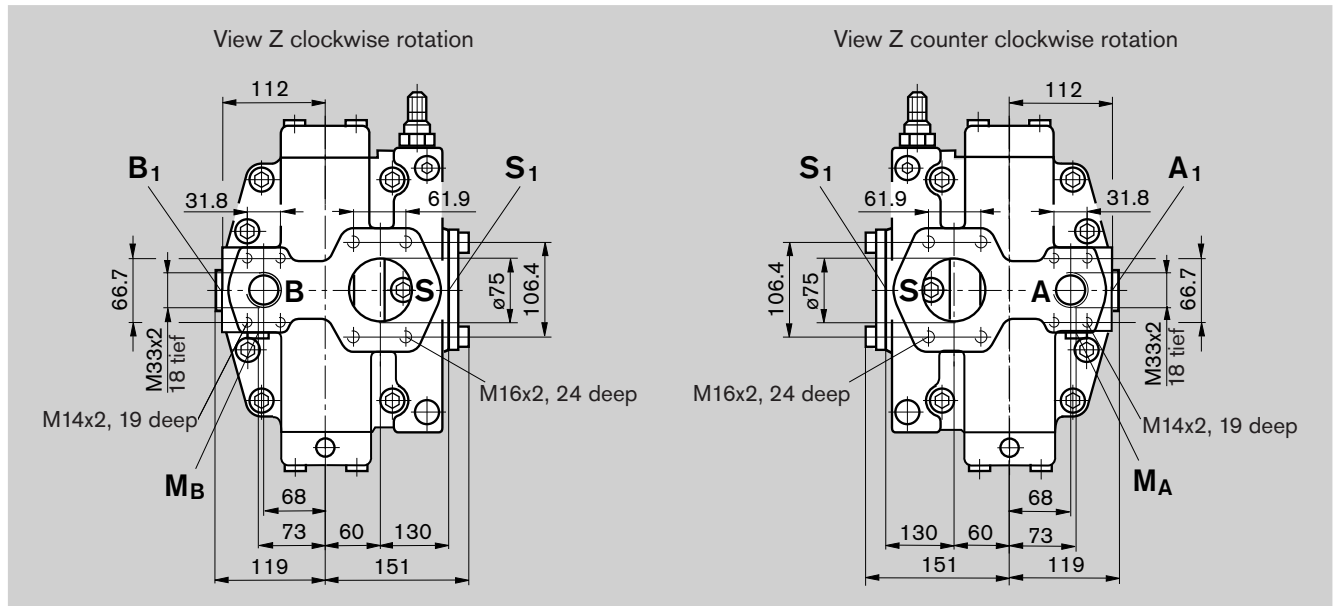 View Z clockwise rotation
112
B1
S1
31.8
61.9
66.7
B
S
ø75
106.4
M33x2
18 tief
M14x2, 19 deep
M16x2, 24 deep
MB
68
73
60
130
119
151
View Z counter clockwise rotation
112
S1
A1
61.9
31.8
106.4
ø75
S
A
66.7
M33x2
18 tief
M16x2, 24 deep
M14x2, 19 deep
MA
68
130
60
73
151
119